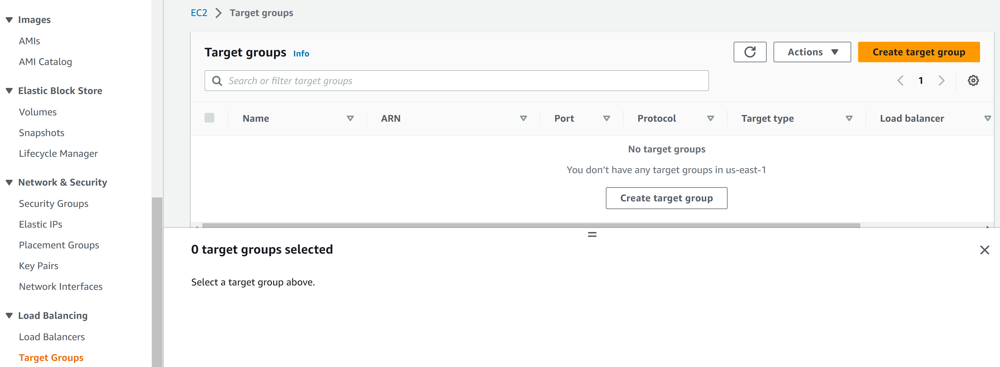 Images
AMIs
AMI Catalog
Elastic Block Store
Volumes
Snapshots
Lifecycle Manager
Network & Security
Security Groups
Elastic IPs
Placement Groups
Key Pairs
Network Interfaces
Load Balancing
Load Balancers
Target Groups
EC2 Target groups
Target groups Info
Actions
Create target group
Search or filter target groups
1
Name ARN Port Protocol Target type Load balancer
No target groups
You don’t have any target groups in us-east-1
Create target group
0 target groups selected
Select a target group above.